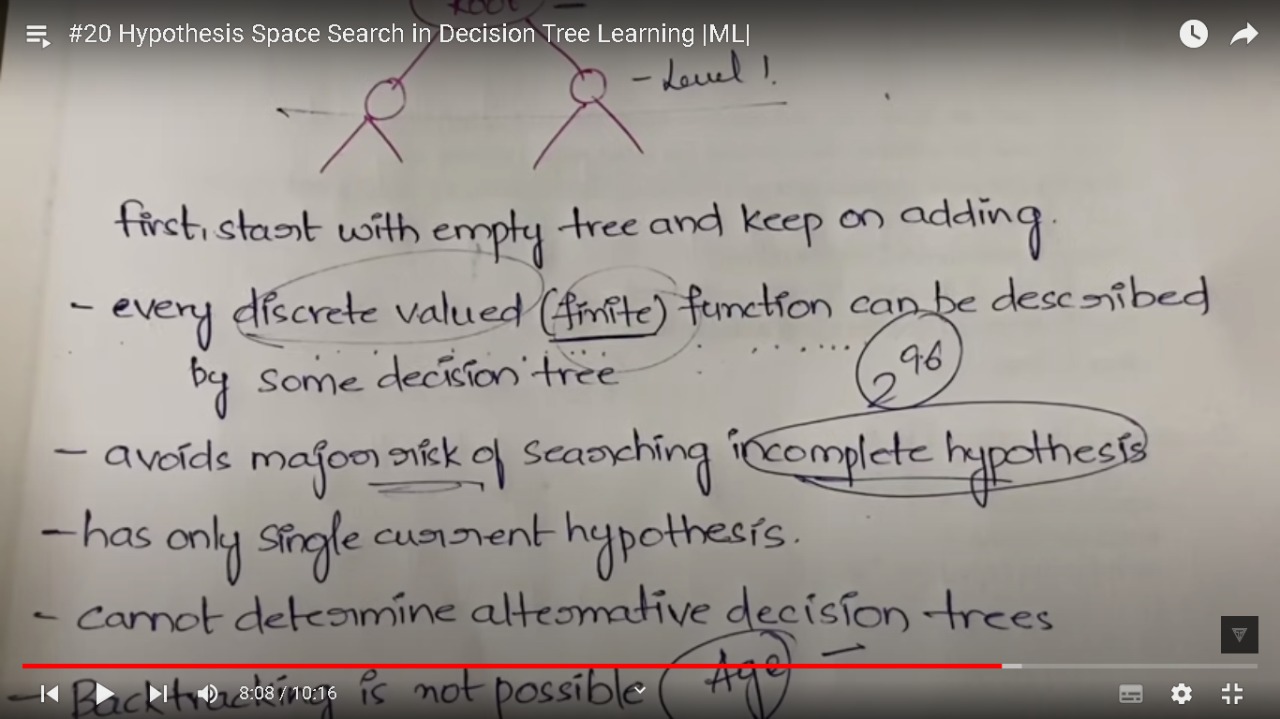 Root
#20 Hypothesis Space Search in Decision Tree Learning |ML|
- Level 1.
first, start with empty tree and keep on adding.
- every discrete valued (finite) function can be described
by some decision tree
2^96
- avoids major risk of searching incomplete hypothesis
- has only single current hypothesis.
- cannot determine alternative decision trees
- Backtracking is not possible
Age
8:08 / 10:16